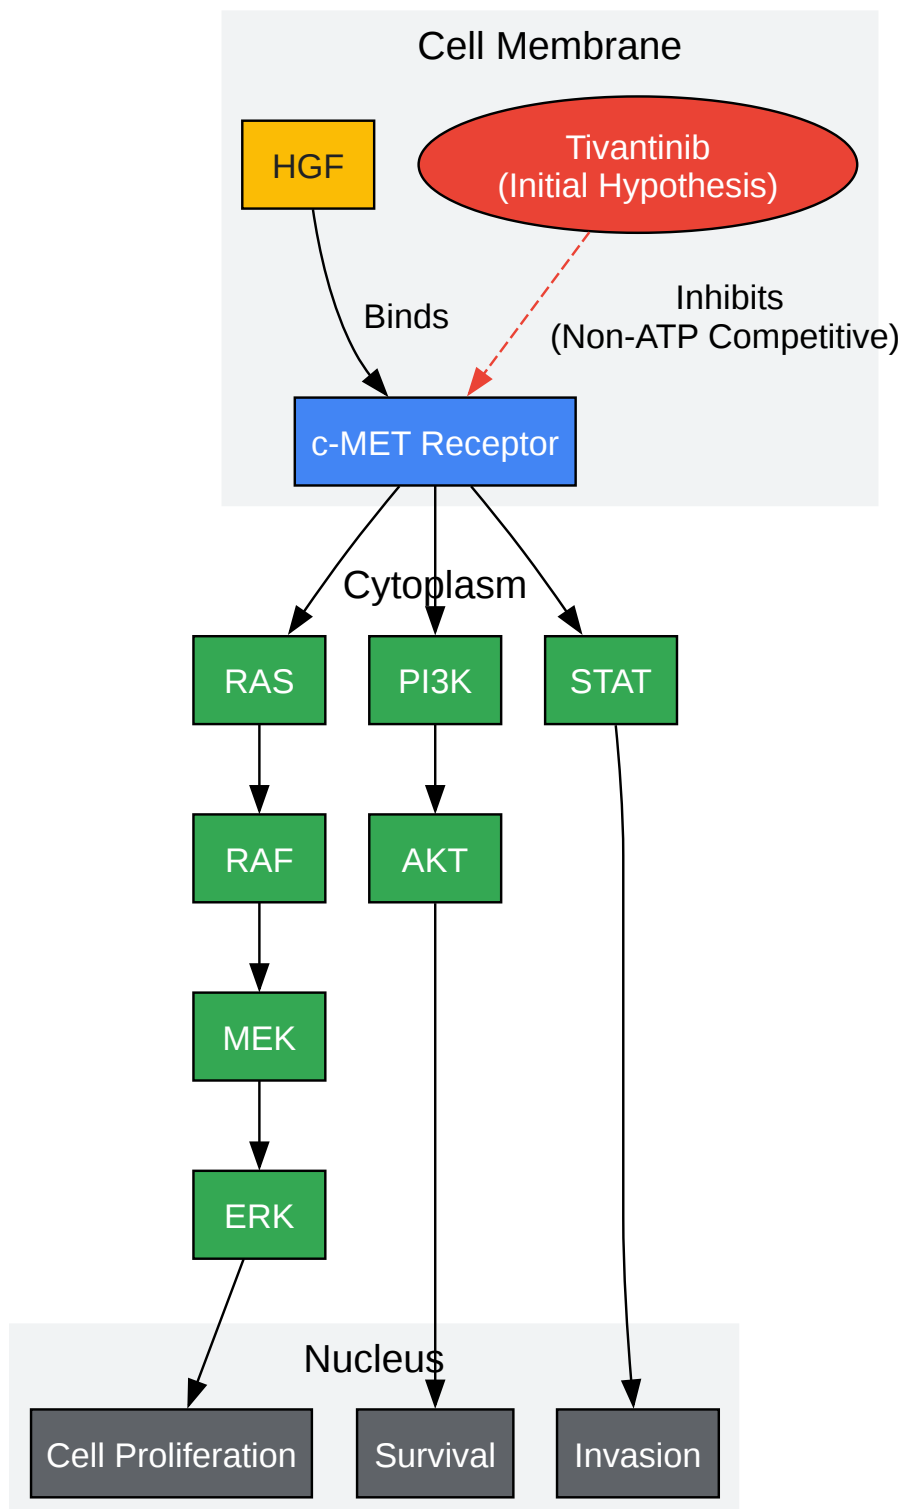 Cell Membrane
HGF
Tivantinib
(Initial Hypothesis)
Binds
Inhibits
(Non-ATP Competitive)
c-MET Receptor
Cytoplasm
RAS
PI3K
STAT
RAF
AKT
MEK
ERK
Nucleus
Cell Proliferation
Survival
Invasion